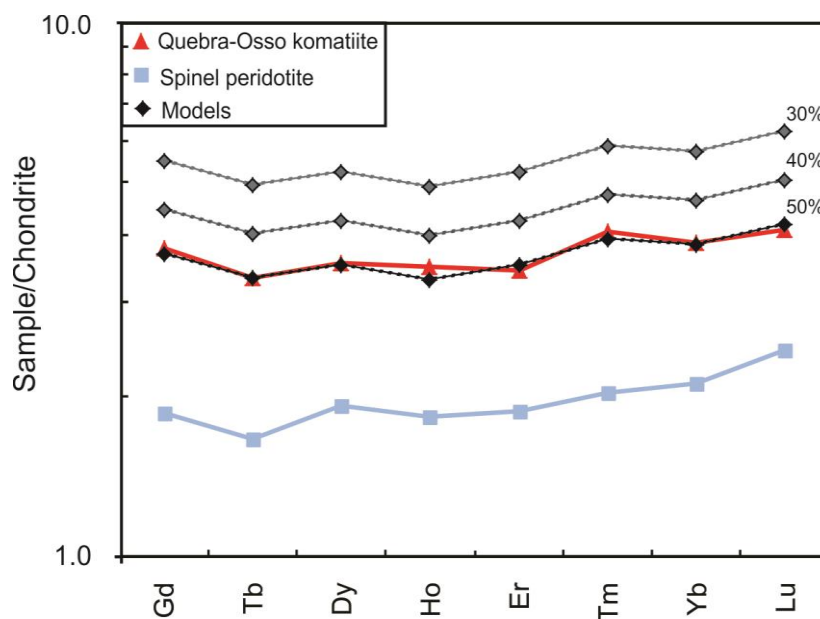 10.0
Quebra-Osso komatiite
Spinel peridotite
Models
30%
40%
50%
Sample/Chondrite
1.0
Gd Tb Dy Ho Er Tm Yb Lu